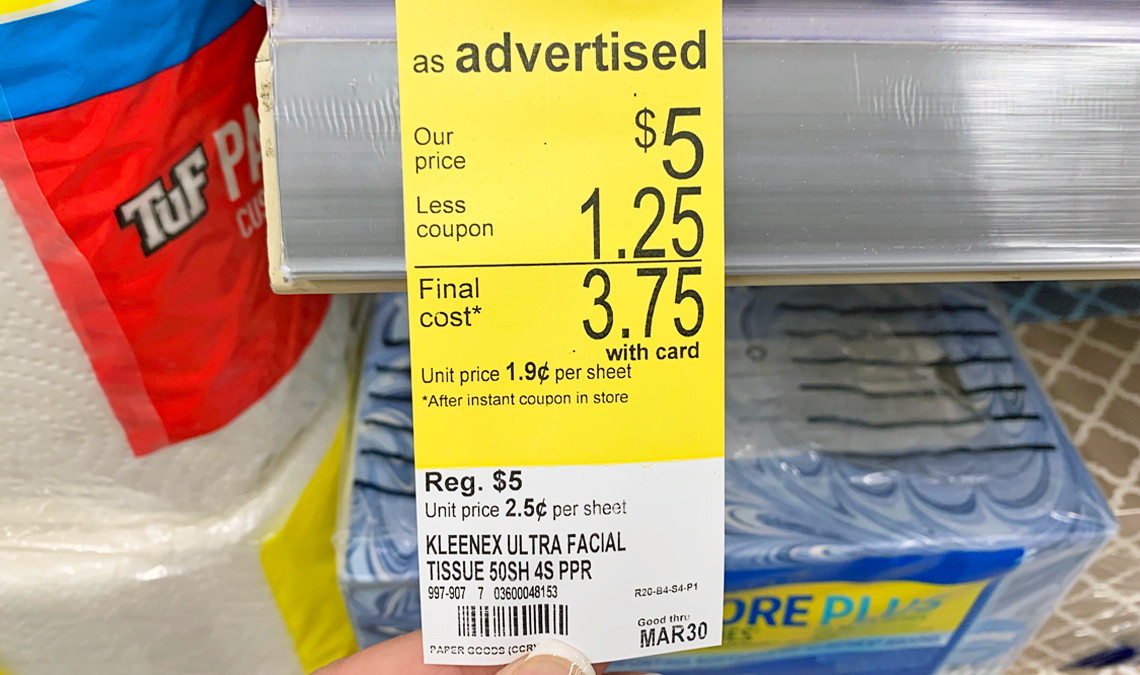 TUF
as advertised
Our price $5
Less coupon 1.25
Final cost* 3.75
with card
Unit price 1.9¢ per sheet
*After instant coupon in store
Reg. $5
Unit price 2.5¢ per sheet
KLEENEX ULTRA FACIAL
TISSUE 50SH 4S PPR
997-907 7 03600048153
R20-B4-S4-P1
Good thru
MAR30
PAPER GOODS
PLUS